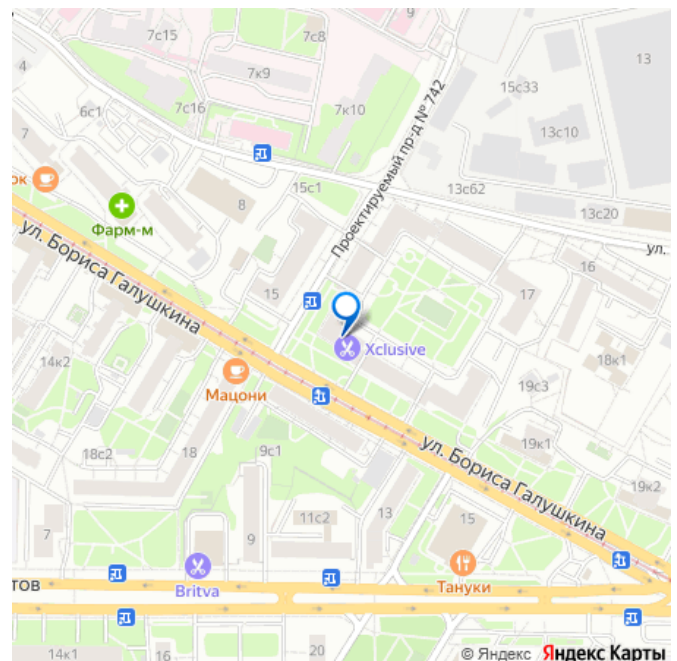 9
7с15
7с8
13
4
7к9
15с33
7с16
7к10
6с1
13с10
7
Проектируемый пр-д № 742
ок
15с1
13с62
8
Фарм-м
13с20
ул. Бориса Галушкина
ул.
16
15
17
Xclusive
14к2
18к1
Мацони
19с3
18с2
18
9с1
ул. Бориса Галушкина
19к1
19к2
7
9
11с2
13
15
тов
Britva
Тануки
14к1
16
20
© Яндекс Яндекс Карты